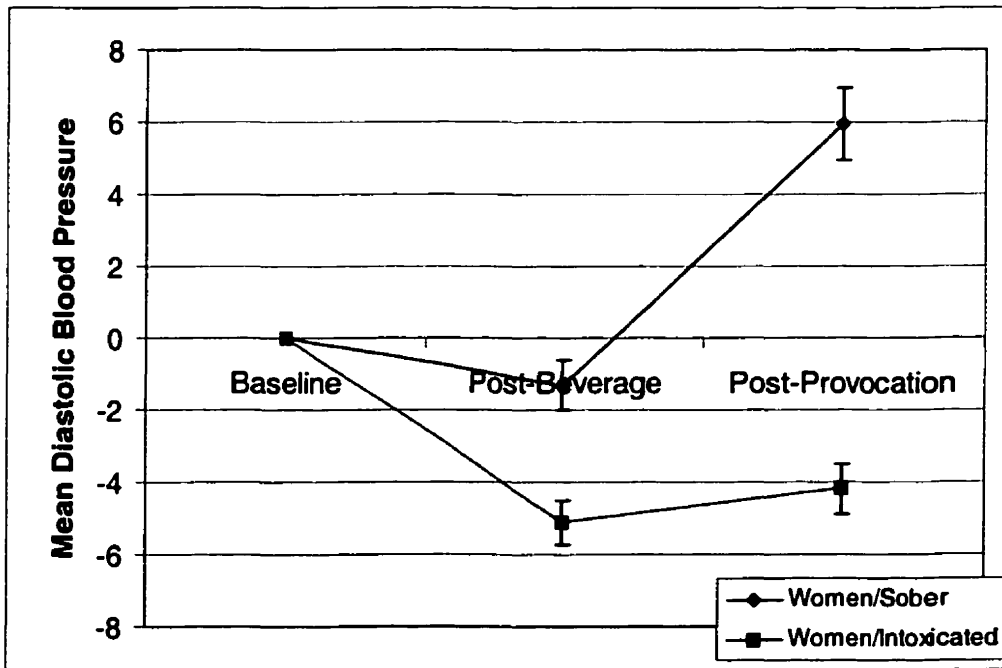 Mean Diastolic Blood Pressure
8
6
4
2
0
-2
-4
-6
-8
Baseline
Post-Beverage
Post-Provocation
Women/Sober
Women/Intoxicated